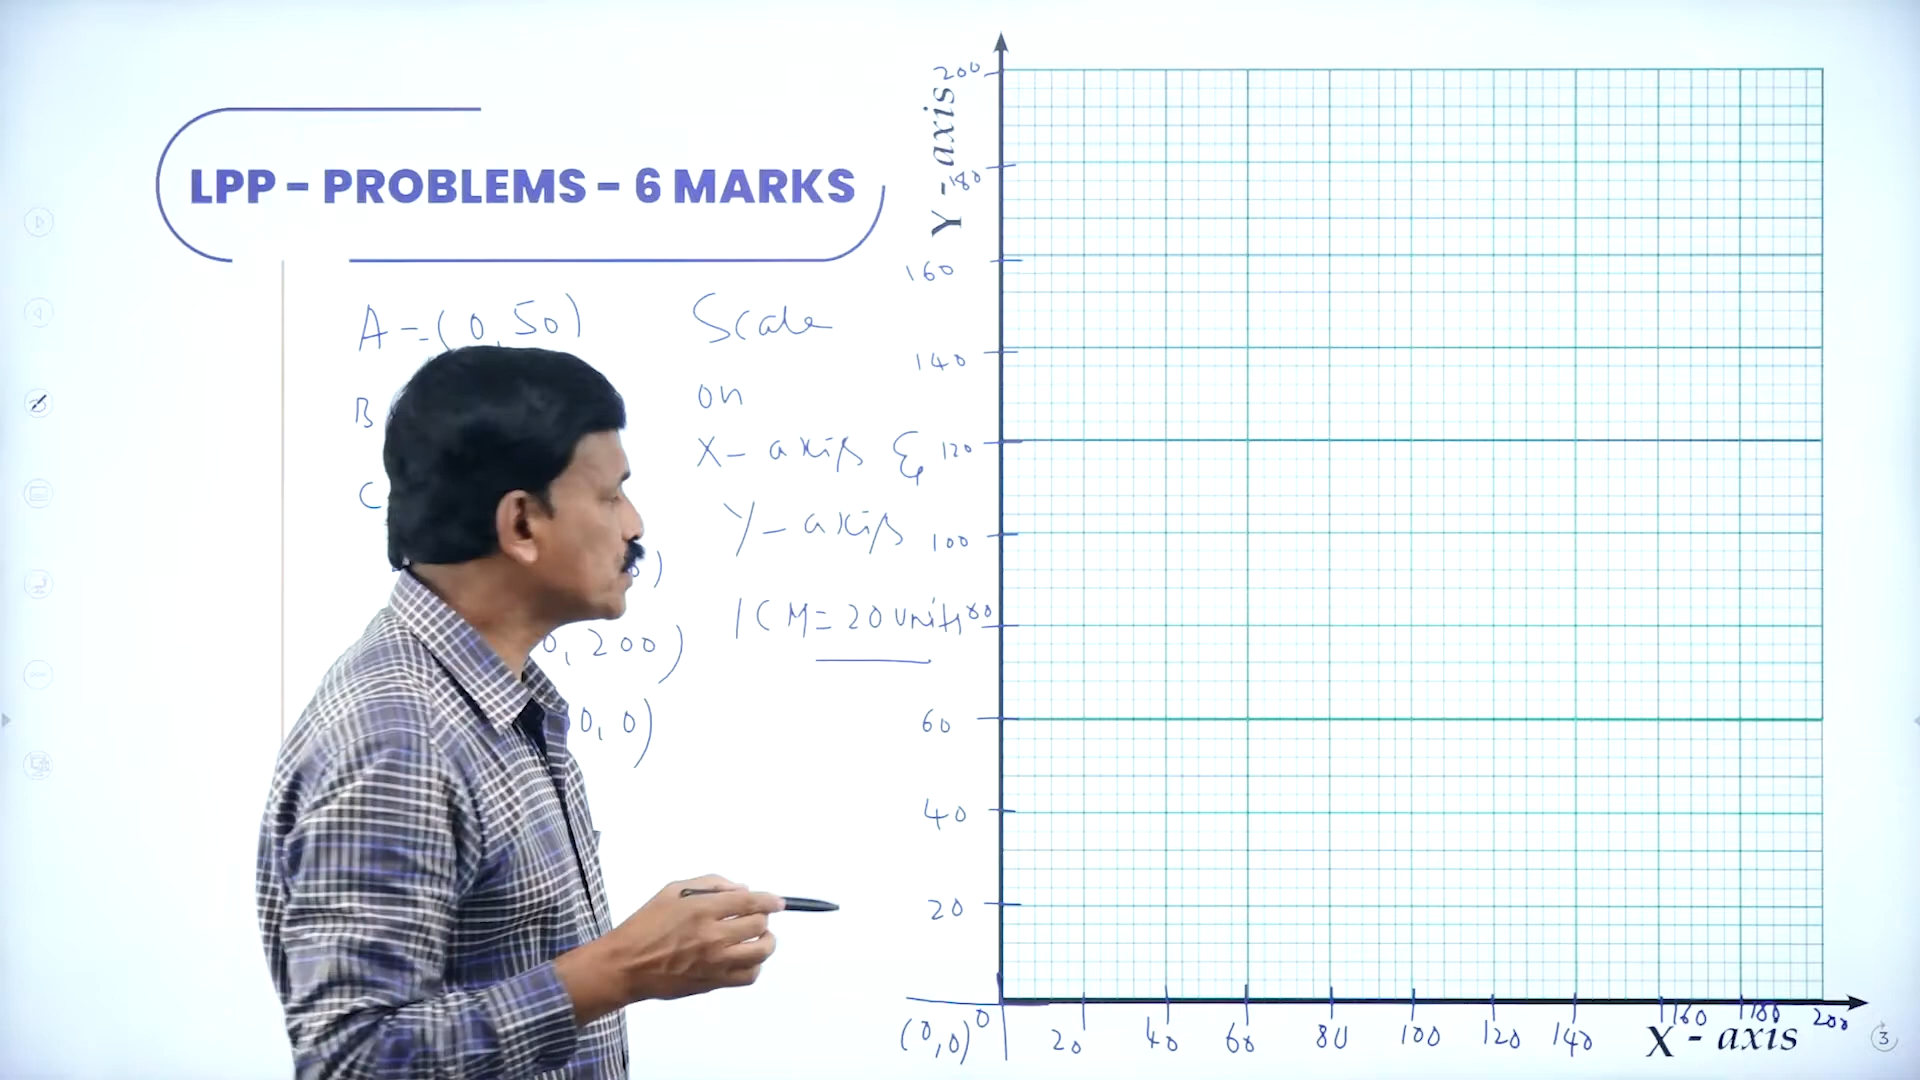 LPP - PROBLEMS - 6 MARKS
A = (0, 50)
B
C
0, 200)
0, 0)
Scale
on
X- axis &
Y- axis
1CM = 20 units
Y - axis
200
180
160
140
120
100
80
60
40
20
(0,0)
0
20
40
60
80
100
120
140
160
180
200
X - axis
3